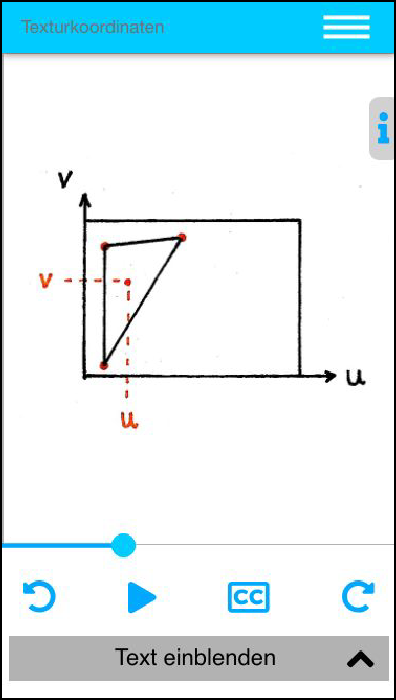 Texturkoordinaten
i
v
v
u
u
CC
Text einblenden